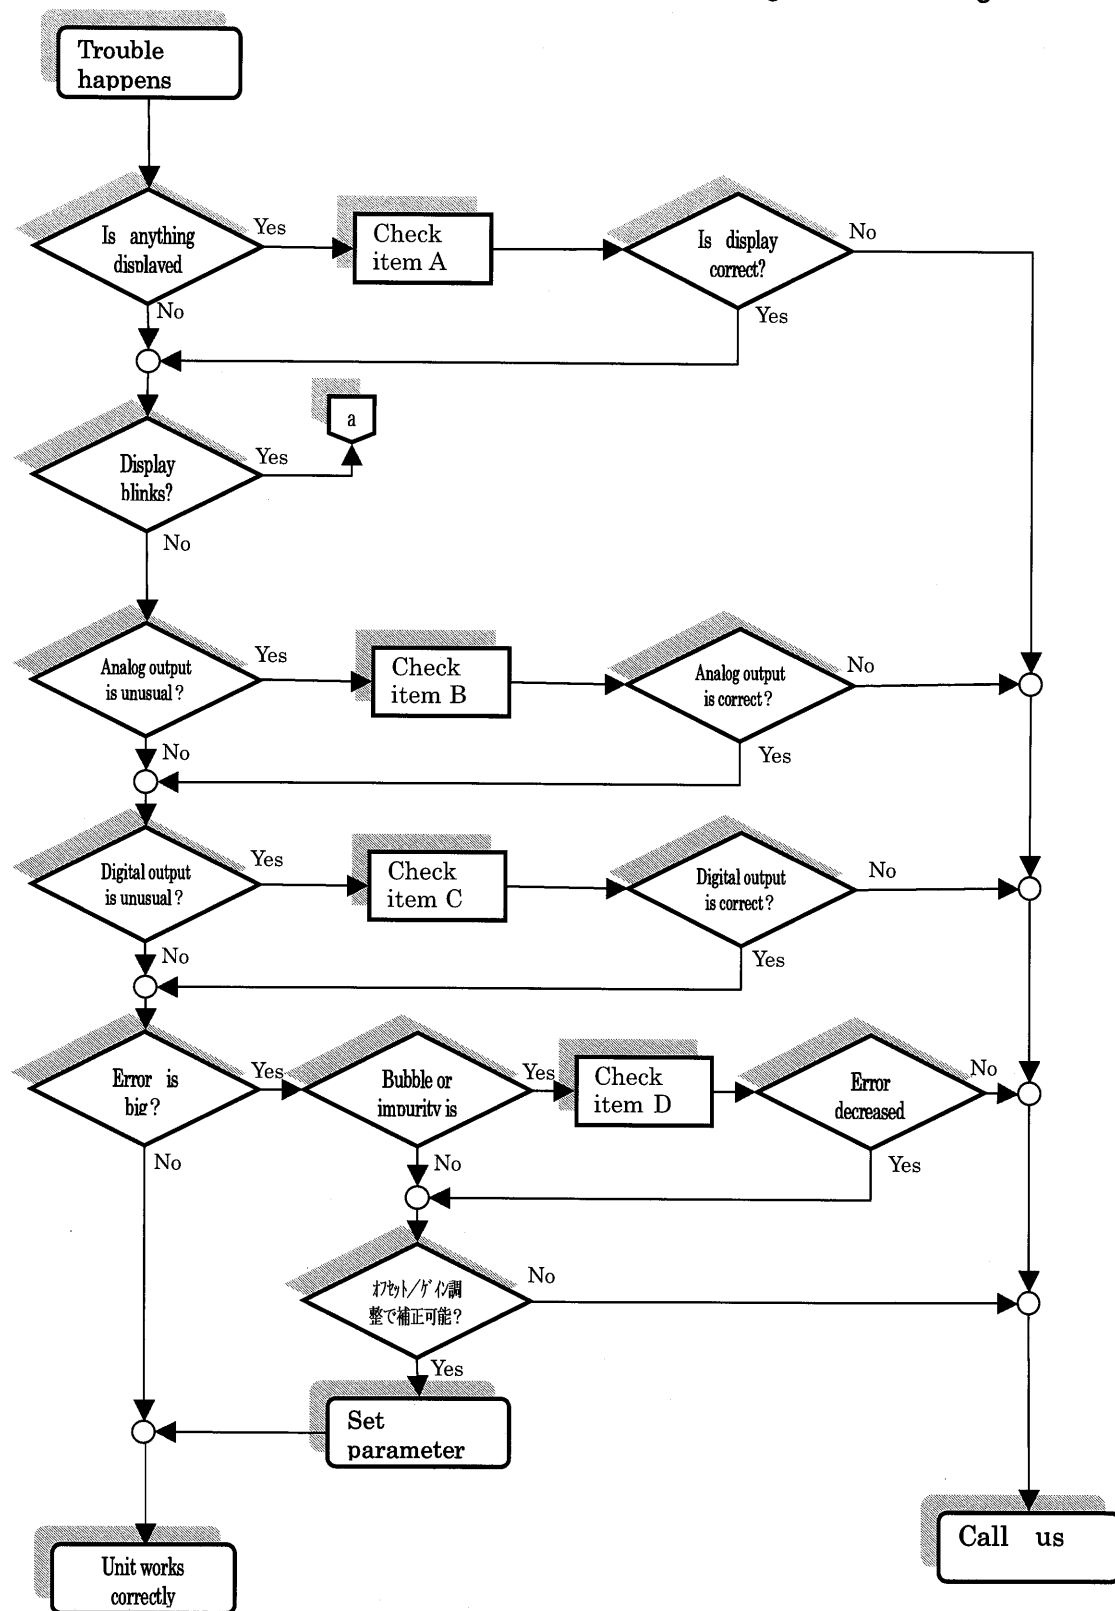 Trouble
happens
Is anything
displayed
Yes
No
Check
item A
Is display
correct?
No
Yes
Display
blinks?
Yes
No
a
Analog output
is unusual?
Yes
No
Check
item B
Analog output
is correct?
No
Yes
Digital output
is unusual?
Yes
No
Check
item C
Digital output
is correct?
No
Yes
Error is
big?
Yes
No
Bubble or
impurity is
Yes
No
Check
item D
Error
decreased
No
Yes
オフセット/ゲイン調
整で補正可能?
No
Yes
Set
parameter
Unit works
correctly
Call us